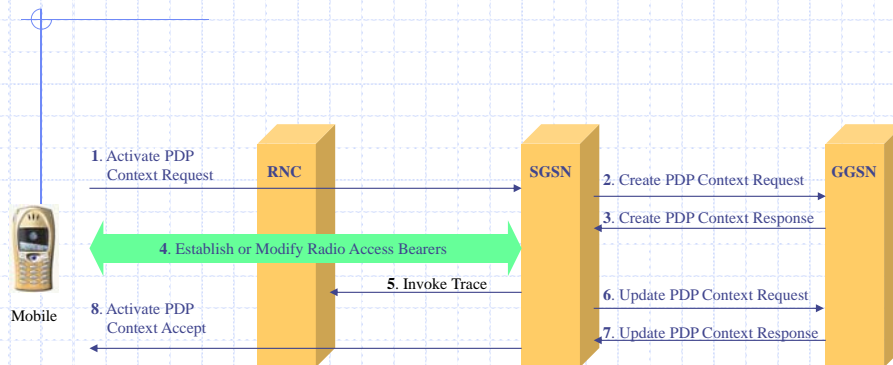 1. Activate PDP
Context Request
RNC
SGSN
GGSN
2. Create PDP Context Request
3. Create PDP Context Response
4. Establish or Modify Radio Access Bearers
5. Invoke Trace
6. Update PDP Context Request
Mobile
8. Activate PDP
Context Accept
7. Update PDP Context Response